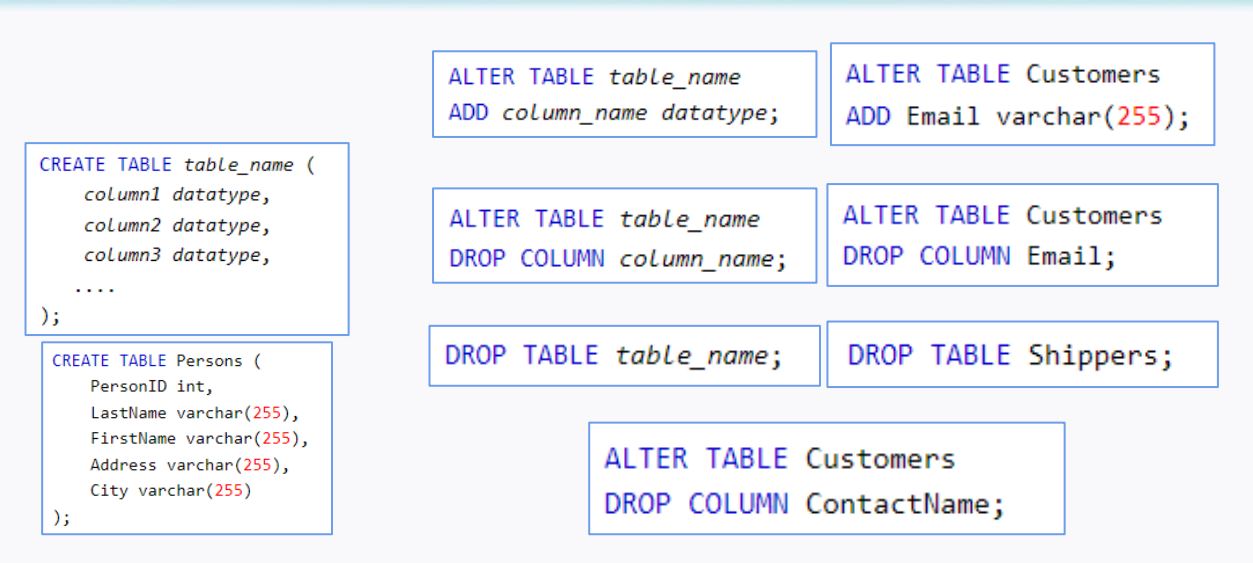 CREATE TABLE table_name (
column1 datatype,
column2 datatype,
column3 datatype,
....
);
CREATE TABLE Persons (
PersonID int,
LastName varchar(255),
FirstName varchar(255),
Address varchar(255),
City varchar(255)
);
ALTER TABLE table_name
ADD column_name datatype;
ALTER TABLE Customers
ADD Email varchar(255);
ALTER TABLE table_name
DROP COLUMN column_name;
ALTER TABLE Customers
DROP COLUMN Email;
DROP TABLE table_name;
DROP TABLE Shippers;
ALTER TABLE Customers
DROP COLUMN ContactName;